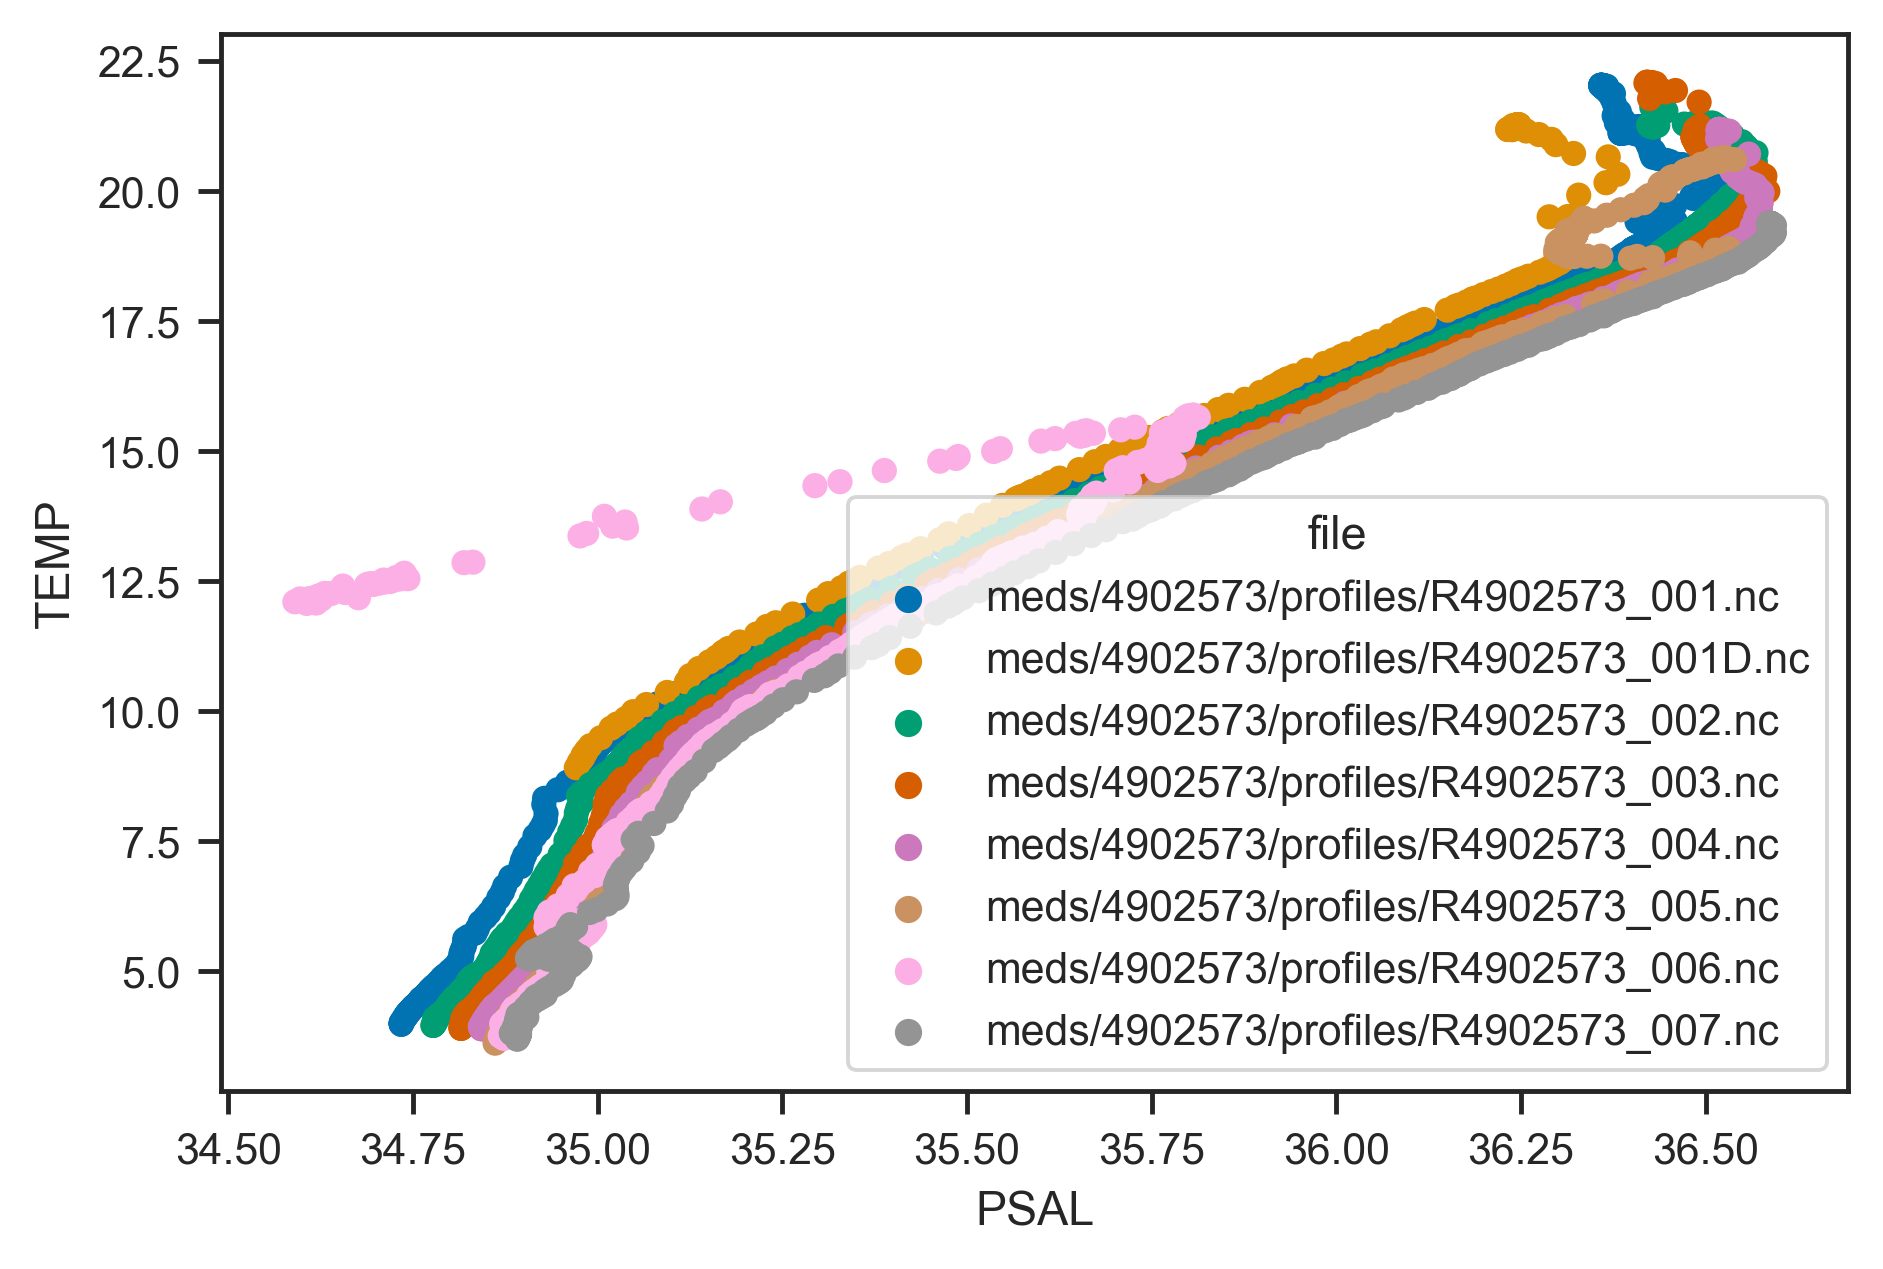 22.5
20.0
17.5
15.0
12.5
10.0
7.5
5.0
TEMP
34.50 34.75 35.00 35.25 35.50 35.75 36.00 36.25 36.50
PSAL
file
meds/4902573/profiles/R4902573_001.nc
meds/4902573/profiles/R4902573_001D.nc
meds/4902573/profiles/R4902573_002.nc
meds/4902573/profiles/R4902573_003.nc
meds/4902573/profiles/R4902573_004.nc
meds/4902573/profiles/R4902573_005.nc
meds/4902573/profiles/R4902573_006.nc
meds/4902573/profiles/R4902573_007.nc